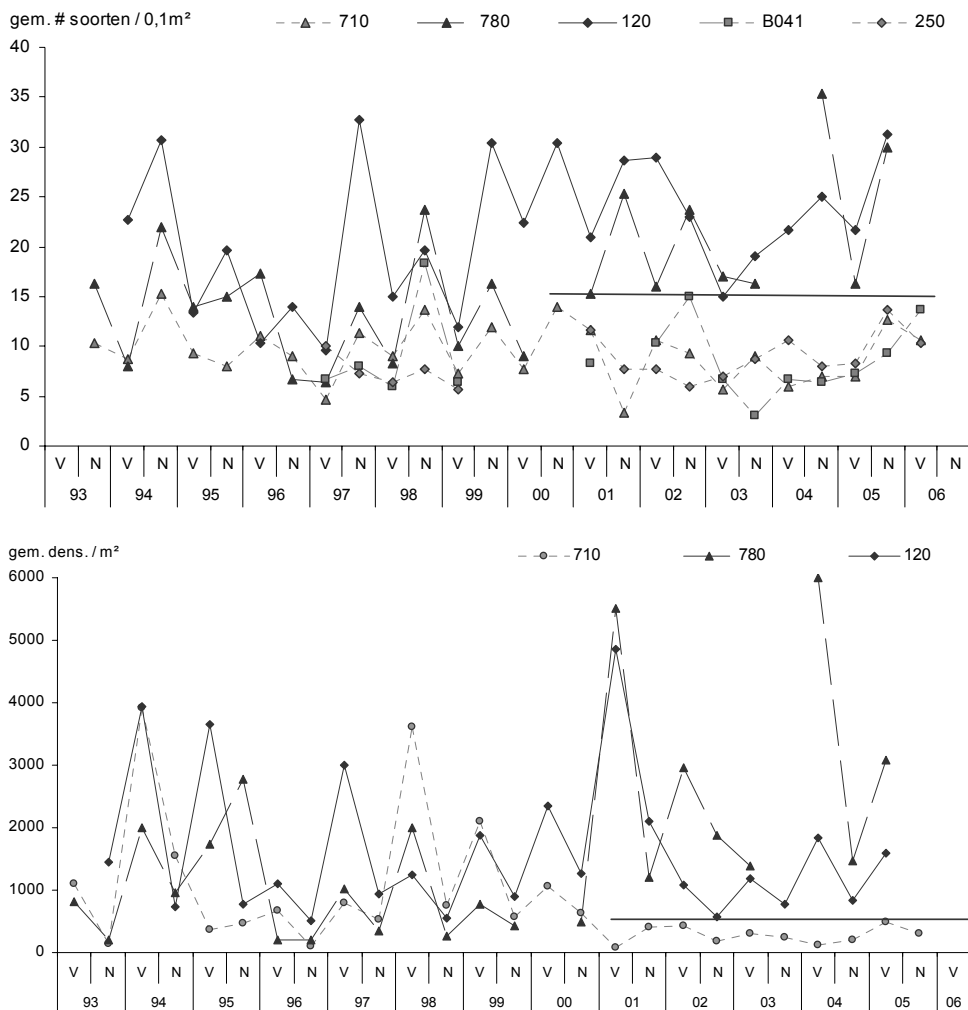 gem. # soorten / 0,1m² 710 780 120 B041 250
40
35
30
25
20
15
10
5
0
V N V N V N V N V N V N V N V N V N V N V N V N V N V N
93 94 95 96 97 98 99 00 01 02 03 04 05 06
gem. dens. / m² 710 780 120
6000
5000
4000
3000
2000
1000
0
V N V N V N V N V N V N V N V N V N V N V N V N V N V
93 94 95 96 97 98 99 00 01 02 03 04 05 06